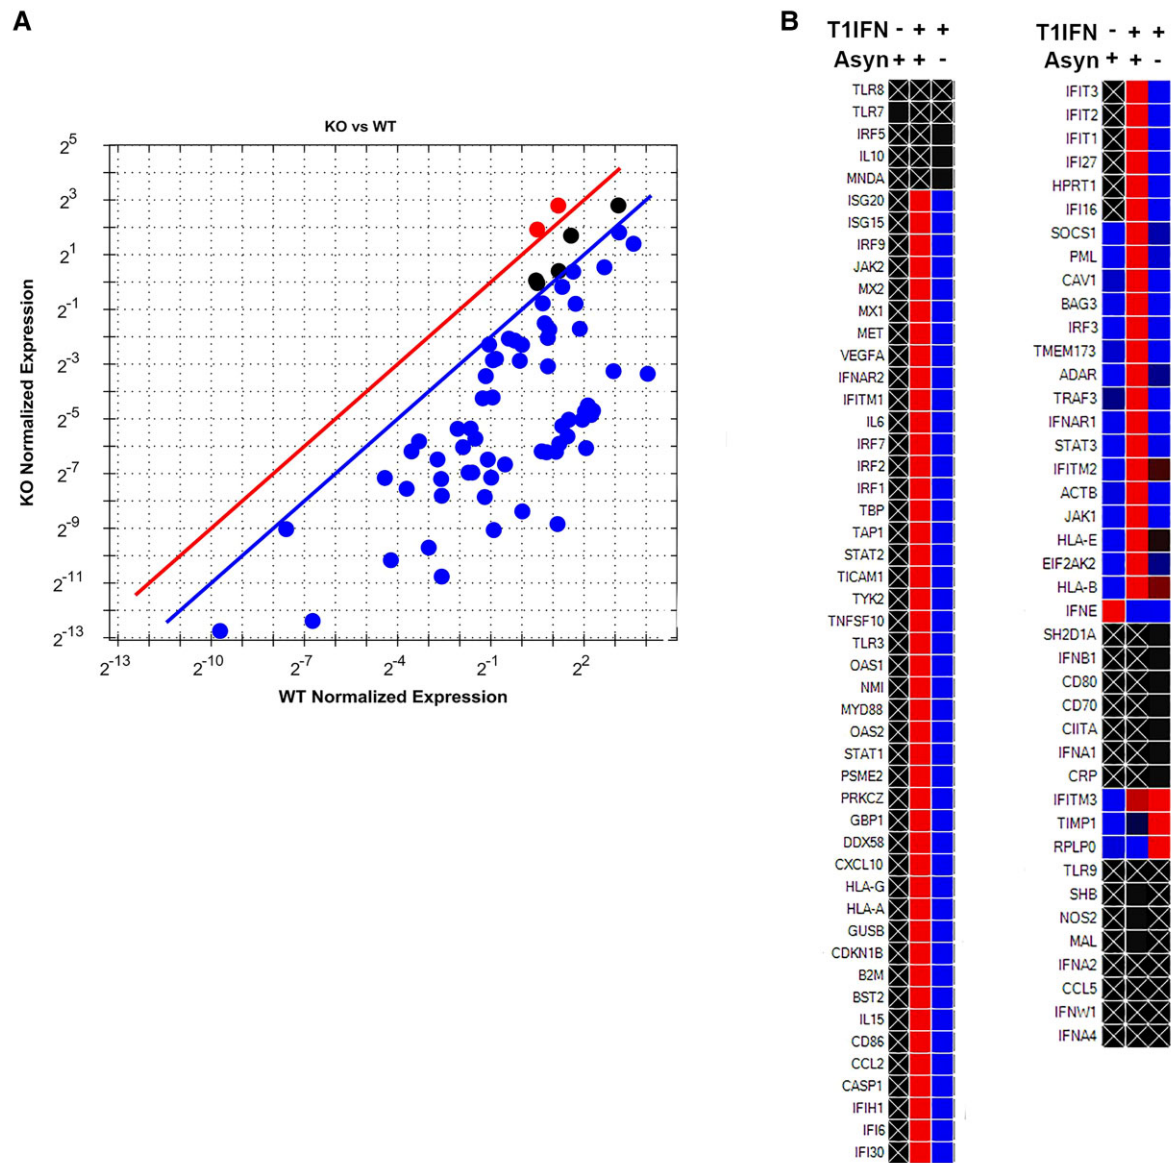 A
KO vs WT
2^5
2^3
2^1
2^-1
2^-3
2^-5
2^-7
2^-9
2^-11
2^-13
KO Normalized Expression
2^-13 2^-10 2^-7 2^-4 2^-1 2^2
WT Normalized Expression
B
T1IFN - + +
Asyn + + -
TLR8
TLR7
IRF5
IL10
MNDA
ISG20
ISG15
IRF9
JAK2
MX2
MX1
MET
VEGFA
IFNAR2
IFITM1
IL6
IRF7
IRF2
IRF1
TBP
TAP1
STAT2
TICAM1
TYK2
TNFSF10
TLR3
OAS1
NMI
MYD88
OAS2
STAT1
PSME2
PRKCZ
GBP1
DDX58
CXCL10
HLA-G
HLA-A
GUSB
CDKN1B
B2M
BST2
IL15
CD86
CCL2
CASP1
IFIH1
IFI6
IFI30
T1IFN - + +
Asyn + + -
IFIT3
IFIT2
IFIT1
IFI27
HPRT1
IFI16
SOCS1
PML
CAV1
BAG3
IRF3
TMEM173
ADAR
TRAF3
IFNAR1
STAT3
IFITM2
ACTB
JAK1
HLA-E
EIF2AK2
HLA-B
IFNE
SH2D1A
IFNB1
CD80
CD70
CIITA
IFNA1
CRP
IFITM3
TIMP1
RPLP0
TLR9
SHB
NOS2
MAL
IFNA2
CCL5
IFNW1
IFNA4